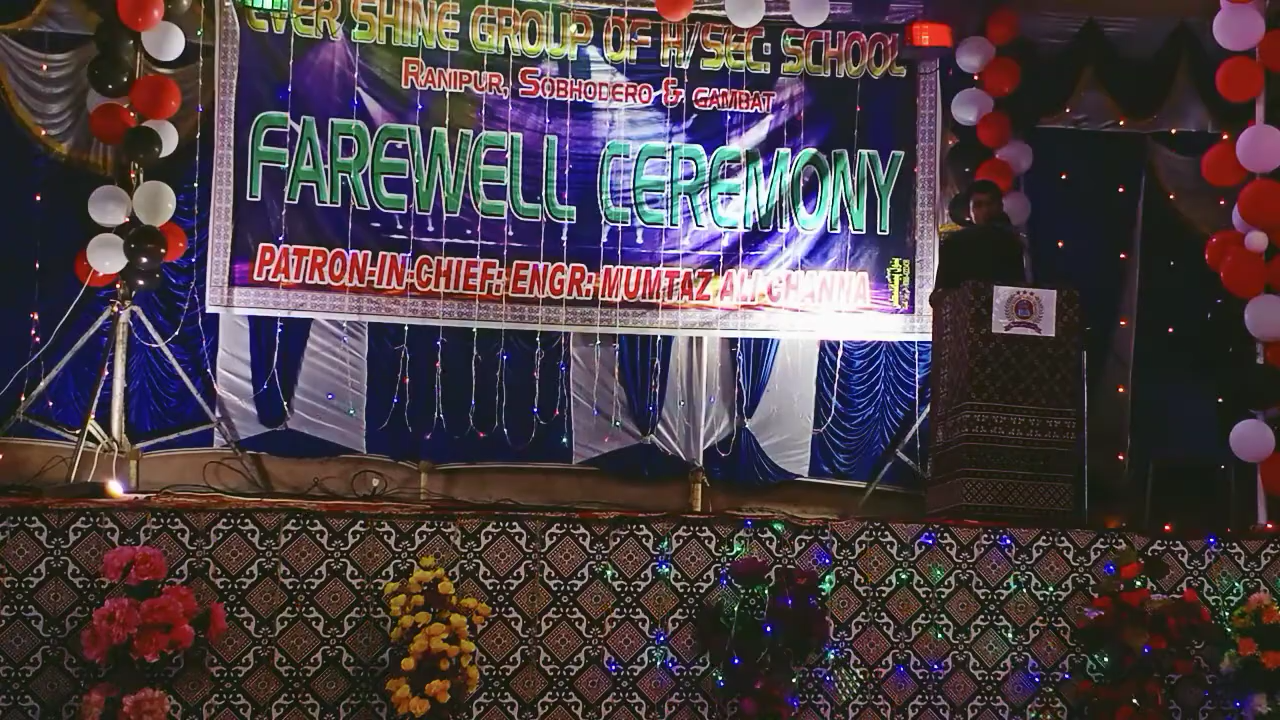 EVER SHINE GROUP OF H/SEC: SCHOOL
RANIPUR, SOBHODERO & GAMBAT
FAREWELL CEREMONY
PATRON-IN-CHIEF: ENGR: MUMTAZ ALI CHANNA